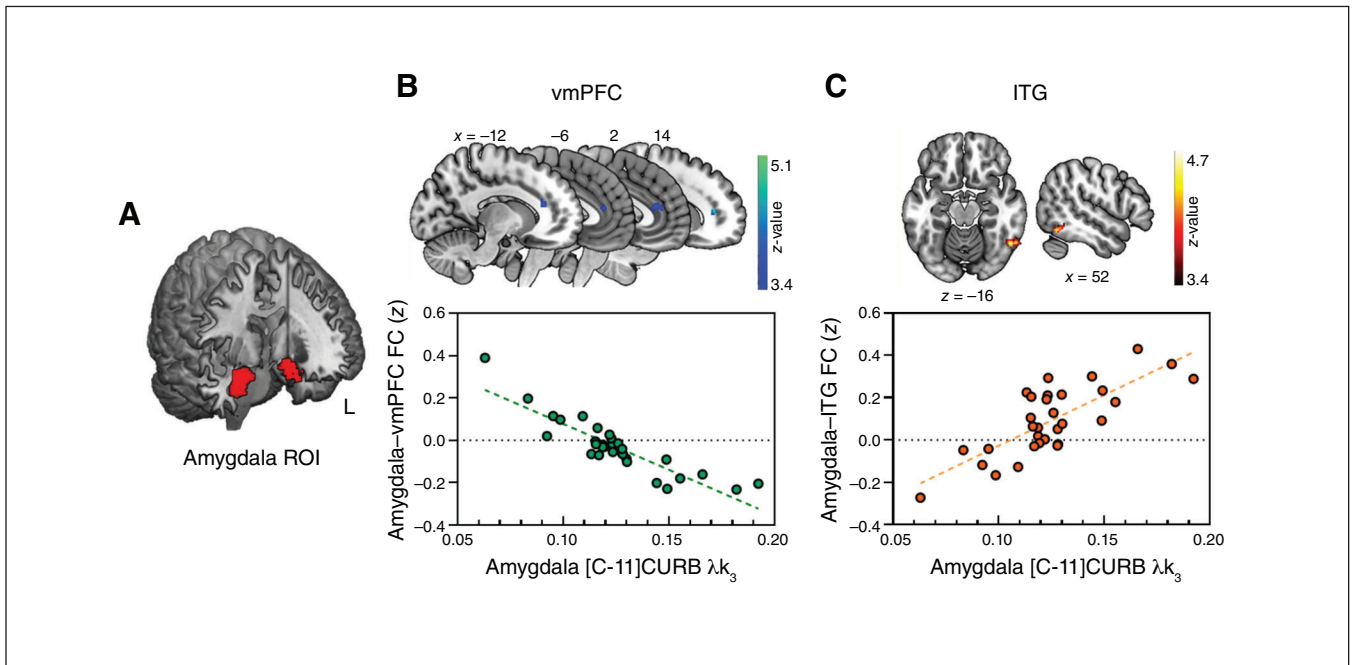 A
L
Amygdala ROI
B
vmPFC
x = –12 –6 2 14
5.1
z-value
3.4
Amygdala–vmPFC FC (z)
0.6
0.4
0.2
0.0
–0.2
–0.4
0.05 0.10 0.15 0.20
Amygdala [C-11]CURB λk3
C
ITG
4.7
z-value
3.4
z = –16
x = 52
Amygdala–ITG FC (z)
0.6
0.4
0.2
0.0
–0.2
–0.4
0.05 0.10 0.15 0.20
Amygdala [C-11]CURB λk3